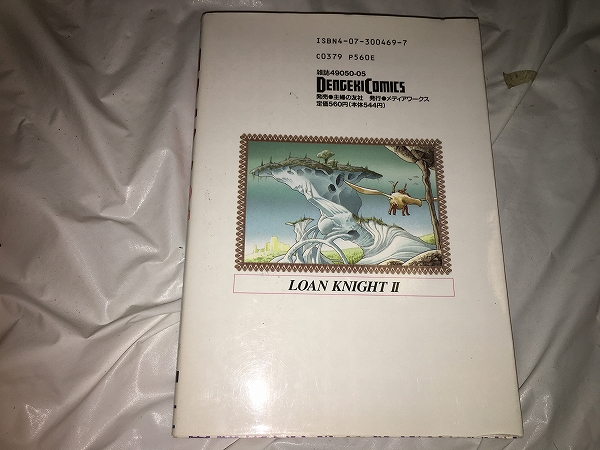 ISBN4-07-300469-7
C0379 P560E
雑誌49050-05
DENGEKICOMICS
発売●主婦の友社　発行●メディアワークス
定価560円(本体544円)
LOAN KNIGHT II